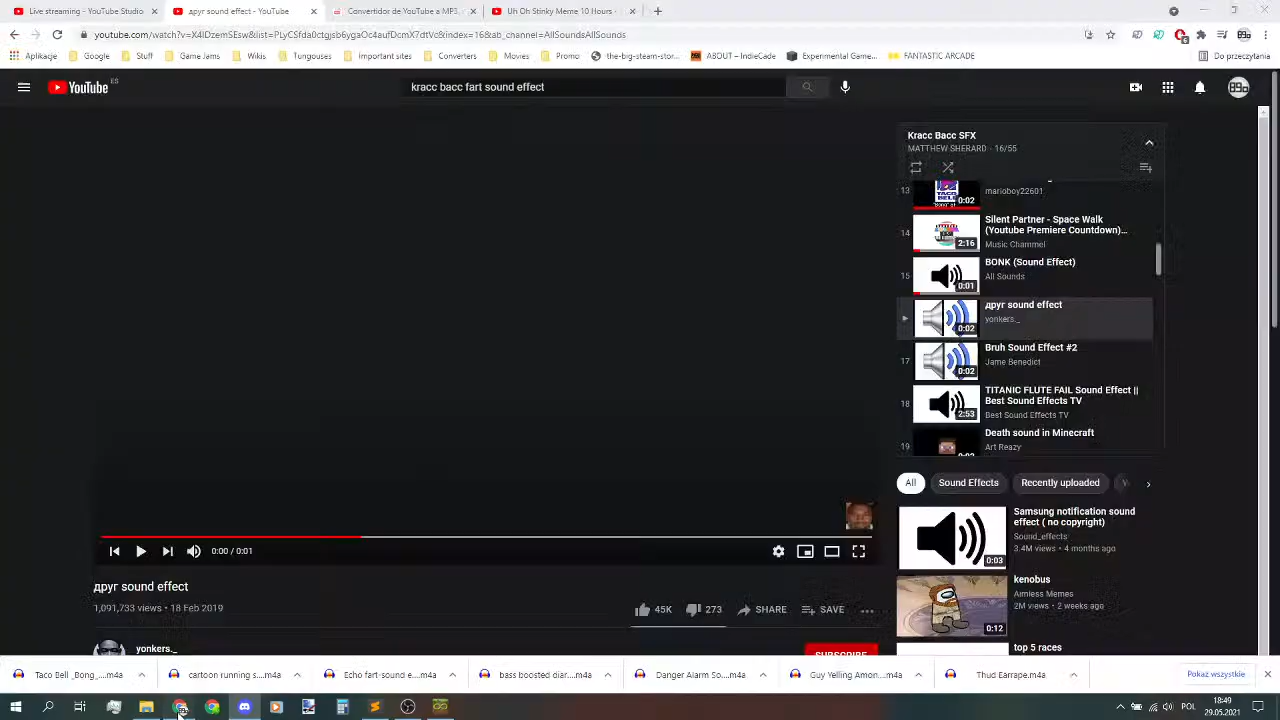 Live streaming - YouTube Studio
друг sound effect - YouTube
Convertidor de YouTube a MP3...
Uh Oh Stinky Meme 10 Hours - Yo
youtube.com/watch?v=X4IDzemSEsw&list=PLyCSfda0ctgjsb6ygaOc4aufDcmX7dtVc&index=16&ab_channel=AllSoundsAllSounds
Aplikacje
Google
Stuff
Game Jams
Wikis
Tongouses
Important sites
Converters
Movies
Promo
the-big-steam-stor...
ABOUT – IndieCade
Experimental Game...
FANTASTIC ARCADE
Do przeczytania
YouTube
ES
kracc bacc fart sound effect
Kracc Bacc SFX
MATTHEW SHERARD - 16/55
13
TACO
BELL
0:02
marioboy22601
14
2:16
Silent Partner - Space Walk
(Youtube Premiere Countdown)...
Music Chammel
15
0:01
BONK (Sound Effect)
All Sounds
0:02
друг sound effect
yonkers._
17
0:02
Bruh Sound Effect #2
Jame Benedict
18
2:53
TITANIC FLUTE FAIL Sound Effect ||
Best Sound Effects TV
Best Sound Effects TV
19
Death sound in Minecraft
Art Reazy
All
Sound Effects
Recently uploaded
0:03
Samsung notification sound
effect ( no copyright)
Sound_effects
3.4M views • 4 months ago
0:12
kenobus
Aimless Memes
2M views • 2 weeks ago
top 5 races
0:00 / 0:01
друг sound effect
1,091,733 views • 18 Feb 2019
45K
273
SHARE
SAVE
yonkers._
SUBSCRIBE
Taco Bell _Bong_....m4a
cartoon running s....m4a
Echo fart-sound e....m4a
bass boosted diar....m4a
Danger Alarm So....m4a
Guy Yelling Amon....m4a
Thud Earrape.m4a
Pokaż wszystkie
POL
18:49
29.05.2021